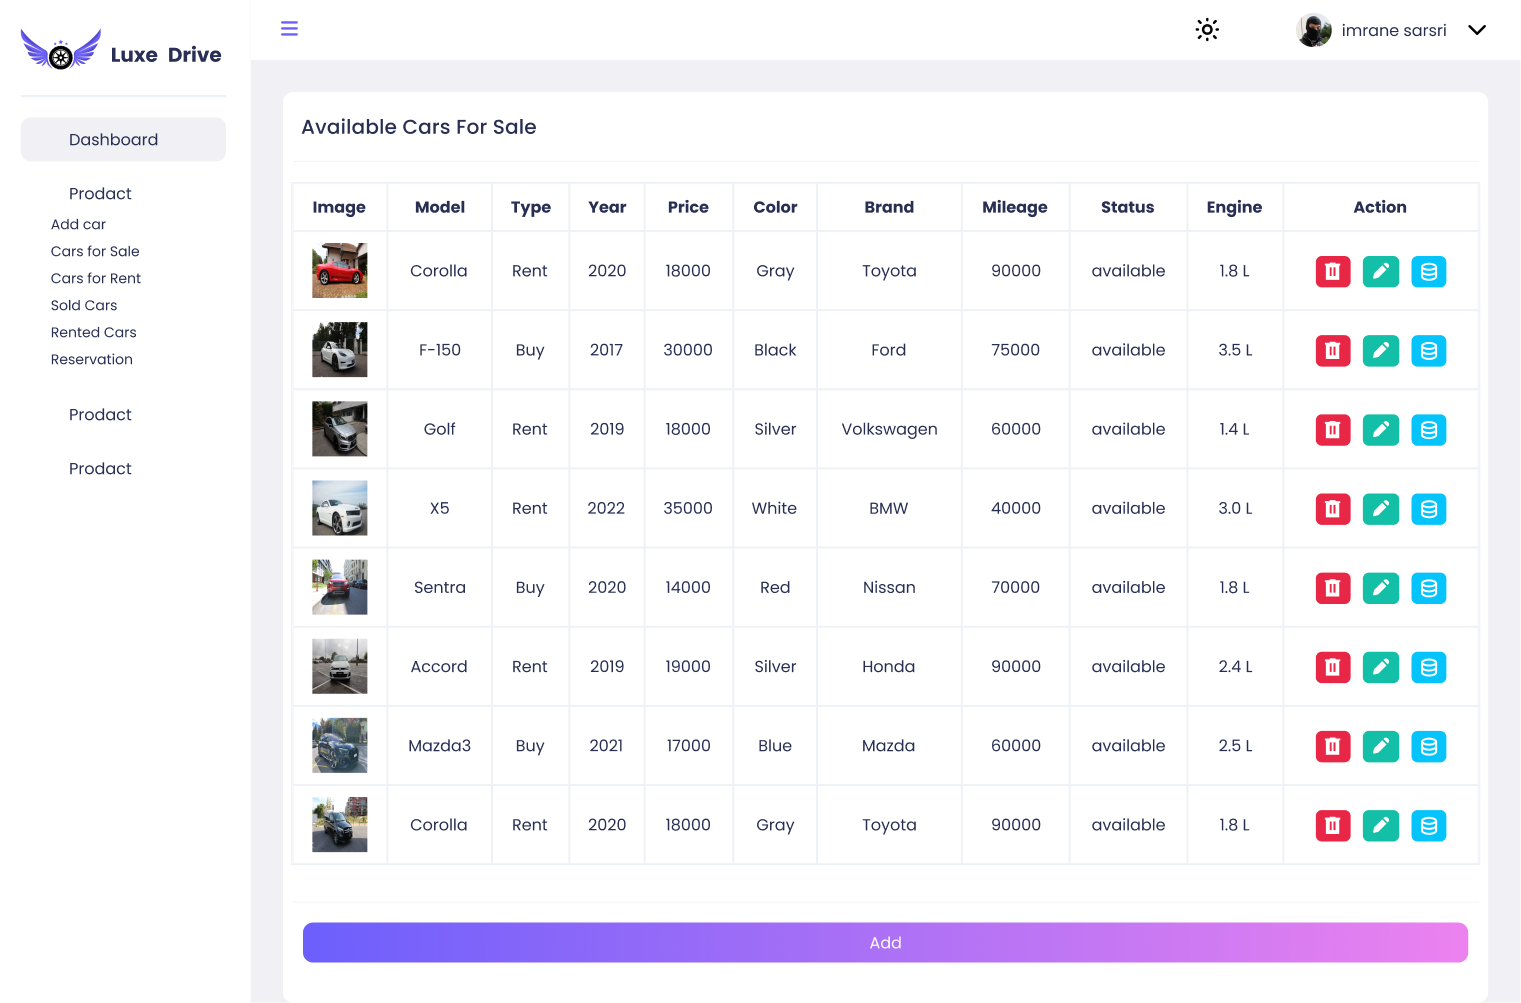 Luxe Drive
imrane sarsri
Dashboard
Prodact
Add car
Cars for Sale
Cars for Rent
Sold Cars
Rented Cars
Reservation
Prodact
Prodact
Available Cars For Sale
Image Model Type Year Price Color Brand Mileage Status Engine Action
Corolla Rent 2020 18000 Gray Toyota 90000 available 1.8 L
F-150 Buy 2017 30000 Black Ford 75000 available 3.5 L
Golf Rent 2019 18000 Silver Volkswagen 60000 available 1.4 L
X5 Rent 2022 35000 White BMW 40000 available 3.0 L
Sentra Buy 2020 14000 Red Nissan 70000 available 1.8 L
Accord Rent 2019 19000 Silver Honda 90000 available 2.4 L
Mazda3 Buy 2021 17000 Blue Mazda 60000 available 2.5 L
Corolla Rent 2020 18000 Gray Toyota 90000 available 1.8 L
Add